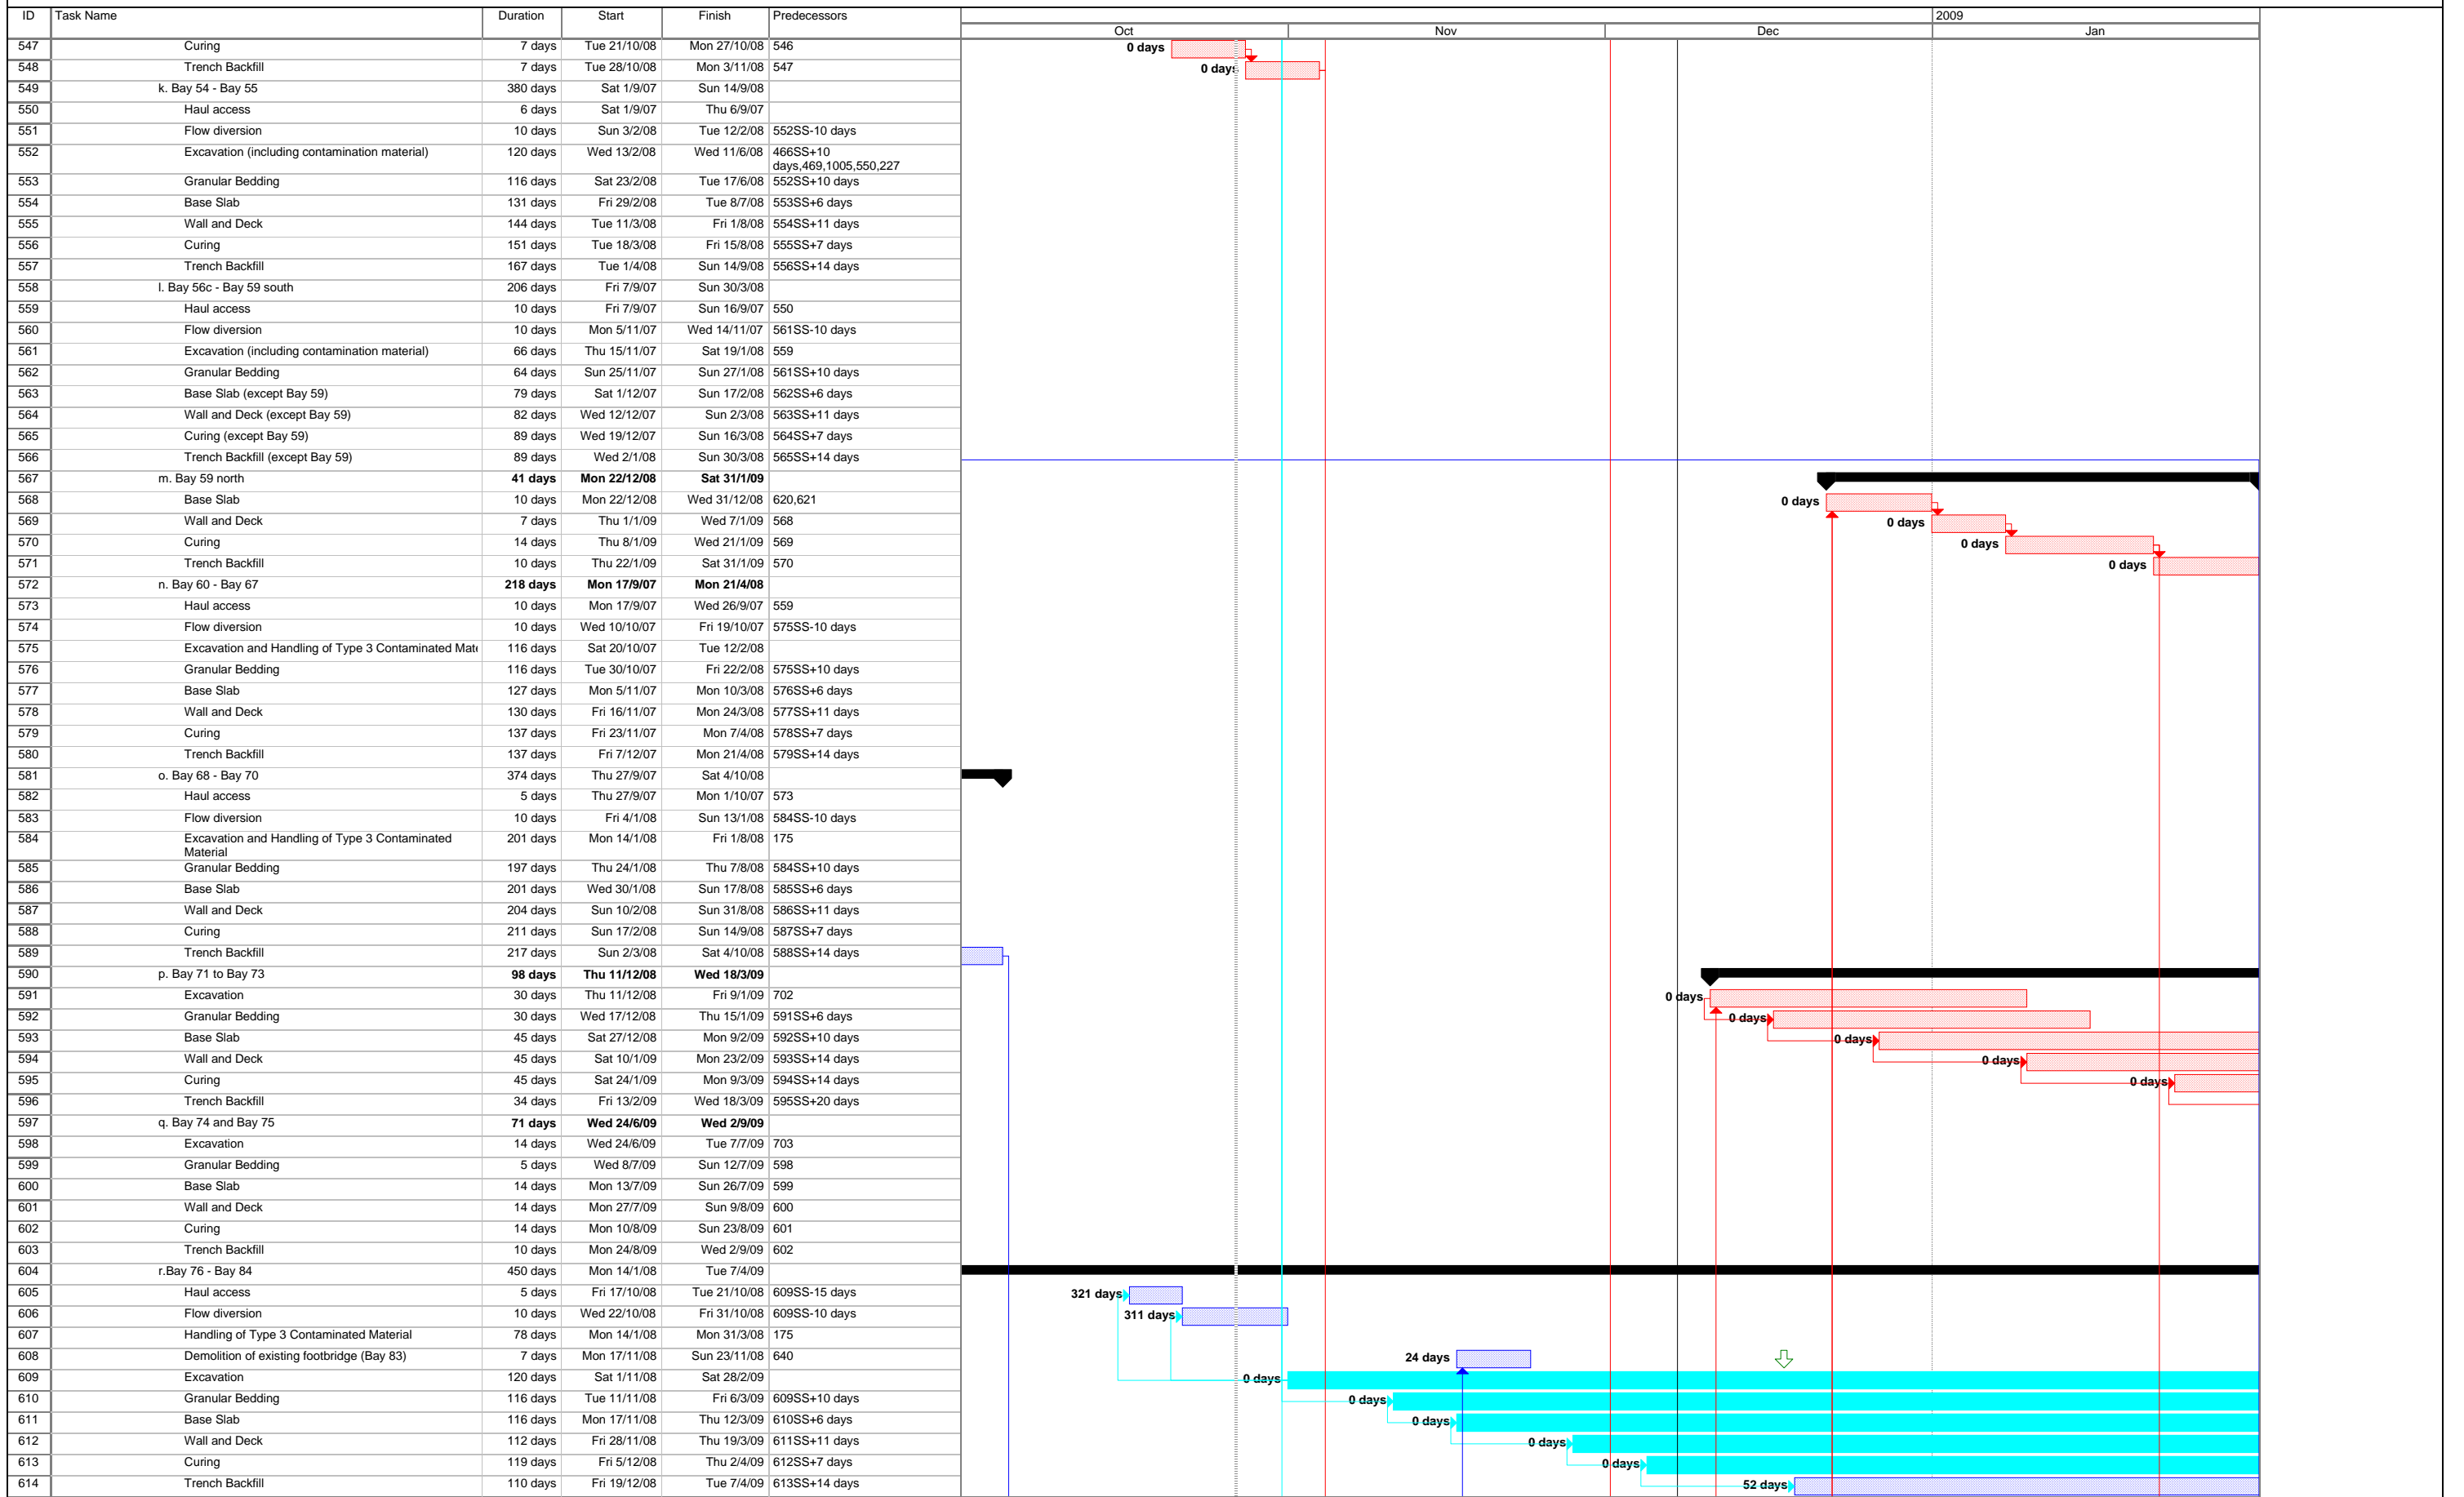 ID Task Name Duration Start Finish Predecessors 2009
Oct Nov Dec Jan
547 Curing 7 days Tue 21/10/08 Mon 27/10/08 546 0 days
548 Trench Backfill 7 days Tue 28/10/08 Mon 3/11/08 547 0 days
549 k. Bay 54 - Bay 55 380 days Sat 1/9/07 Sun 14/9/08
550 Haul access 6 days Sat 1/9/07 Thu 6/9/07
551 Flow diversion 10 days Sun 3/2/08 Tue 12/2/08 552SS-10 days
552 Excavation (including contamination material) 120 days Wed 13/2/08 Wed 11/6/08 466SS+10
days,469,1005,550,227
553 Granular Bedding 116 days Sat 23/2/08 Tue 17/6/08 552SS+10 days
554 Base Slab 131 days Fri 29/2/08 Tue 8/7/08 553SS+6 days
555 Wall and Deck 144 days Tue 11/3/08 Fri 1/8/08 554SS+11 days
556 Curing 151 days Tue 18/3/08 Fri 15/8/08 555SS+7 days
557 Trench Backfill 167 days Tue 1/4/08 Sun 14/9/08 556SS+14 days
558 l. Bay 56c - Bay 59 south 206 days Fri 7/9/07 Sun 30/3/08
559 Haul access 10 days Fri 7/9/07 Sun 16/9/07 550
560 Flow diversion 10 days Mon 5/11/07 Wed 14/11/07 561SS-10 days
561 Excavation (including contamination material) 66 days Thu 15/11/07 Sat 19/1/08 559
562 Granular Bedding 64 days Sun 25/11/07 Sun 27/1/08 561SS+10 days
563 Base Slab (except Bay 59) 79 days Sat 1/12/07 Sun 17/2/08 562SS+6 days
564 Wall and Deck (except Bay 59) 82 days Wed 12/12/07 Sun 2/3/08 563SS+11 days
565 Curing (except Bay 59) 89 days Wed 19/12/07 Sun 16/3/08 564SS+7 days
566 Trench Backfill (except Bay 59) 89 days Wed 2/1/08 Sun 30/3/08 565SS+14 days
567 m. Bay 59 north 41 days Mon 22/12/08 Sat 31/1/09
568 Base Slab 10 days Mon 22/12/08 Wed 31/12/08 620,621 0 days
569 Wall and Deck 7 days Thu 1/1/09 Wed 7/1/09 568 0 days
570 Curing 14 days Thu 8/1/09 Wed 21/1/09 569 0 days
571 Trench Backfill 10 days Thu 22/1/09 Sat 31/1/09 570 0 days
572 n. Bay 60 - Bay 67 218 days Mon 17/9/07 Mon 21/4/08
573 Haul access 10 days Mon 17/9/07 Wed 26/9/07 559
574 Flow diversion 10 days Wed 10/10/07 Fri 19/10/07 575SS-10 days
575 Excavation and Handling of Type 3 Contaminated Mate 116 days Sat 20/10/07 Tue 12/2/08
576 Granular Bedding 116 days Tue 30/10/07 Fri 22/2/08 575SS+10 days
577 Base Slab 127 days Mon 5/11/07 Mon 10/3/08 576SS+6 days
578 Wall and Deck 130 days Fri 16/11/07 Mon 24/3/08 577SS+11 days
579 Curing 137 days Fri 23/11/07 Mon 7/4/08 578SS+7 days
580 Trench Backfill 137 days Fri 7/12/07 Mon 21/4/08 579SS+14 days
581 o. Bay 68 - Bay 70 374 days Thu 27/9/07 Sat 4/10/08
582 Haul access 5 days Thu 27/9/07 Mon 1/10/07 573
583 Flow diversion 10 days Fri 4/1/08 Sun 13/1/08 584SS-10 days
584 Excavation and Handling of Type 3 Contaminated 201 days Mon 14/1/08 Fri 1/8/08 175
Material
585 Granular Bedding 197 days Thu 24/1/08 Thu 7/8/08 584SS+10 days
586 Base Slab 201 days Wed 30/1/08 Sun 17/8/08 585SS+6 days
587 Wall and Deck 204 days Sun 10/2/08 Sun 31/8/08 586SS+11 days
588 Curing 211 days Sun 17/2/08 Sun 14/9/08 587SS+7 days
589 Trench Backfill 217 days Sun 2/3/08 Sat 4/10/08 588SS+14 days
590 p. Bay 71 to Bay 73 98 days Thu 11/12/08 Wed 18/3/09
591 Excavation 30 days Thu 11/12/08 Fri 9/1/09 702 0 days
592 Granular Bedding 30 days Wed 17/12/08 Thu 15/1/09 591SS+6 days 0 days
593 Base Slab 45 days Sat 27/12/08 Mon 9/2/09 592SS+10 days 0 days
594 Wall and Deck 45 days Sat 10/1/09 Mon 23/2/09 593SS+14 days 0 days
595 Curing 45 days Sat 24/1/09 Mon 9/3/09 594SS+14 days 0 days
596 Trench Backfill 34 days Fri 13/2/09 Wed 18/3/09 595SS+20 days
597 q. Bay 74 and Bay 75 71 days Wed 24/6/09 Wed 2/9/09
598 Excavation 14 days Wed 24/6/09 Tue 7/7/09 703
599 Granular Bedding 5 days Wed 8/7/09 Sun 12/7/09 598
600 Base Slab 14 days Mon 13/7/09 Sun 26/7/09 599
601 Wall and Deck 14 days Mon 27/7/09 Sun 9/8/09 600
602 Curing 14 days Mon 10/8/09 Sun 23/8/09 601
603 Trench Backfill 10 days Mon 24/8/09 Wed 2/9/09 602
604 r.Bay 76 - Bay 84 450 days Mon 14/1/08 Tue 7/4/09
605 Haul access 5 days Fri 17/10/08 Tue 21/10/08 609SS-15 days 321 days
606 Flow diversion 10 days Wed 22/10/08 Fri 31/10/08 609SS-10 days 311 days
607 Handling of Type 3 Contaminated Material 78 days Mon 14/1/08 Mon 31/3/08 175
608 Demolition of existing footbridge (Bay 83) 7 days Mon 17/11/08 Sun 23/11/08 640 24 days
609 Excavation 120 days Sat 1/11/08 Sat 28/2/09 0 days
610 Granular Bedding 116 days Tue 11/11/08 Fri 6/3/09 609SS+10 days 0 days
611 Base Slab 116 days Mon 17/11/08 Thu 12/3/09 610SS+6 days 0 days
612 Wall and Deck 112 days Fri 28/11/08 Thu 19/3/09 611SS+11 days 0 days
613 Curing 119 days Fri 5/12/08 Thu 2/4/09 612SS+7 days 0 days
614 Trench Backfill 110 days Fri 19/12/08 Tue 7/4/09 613SS+14 days 52 days